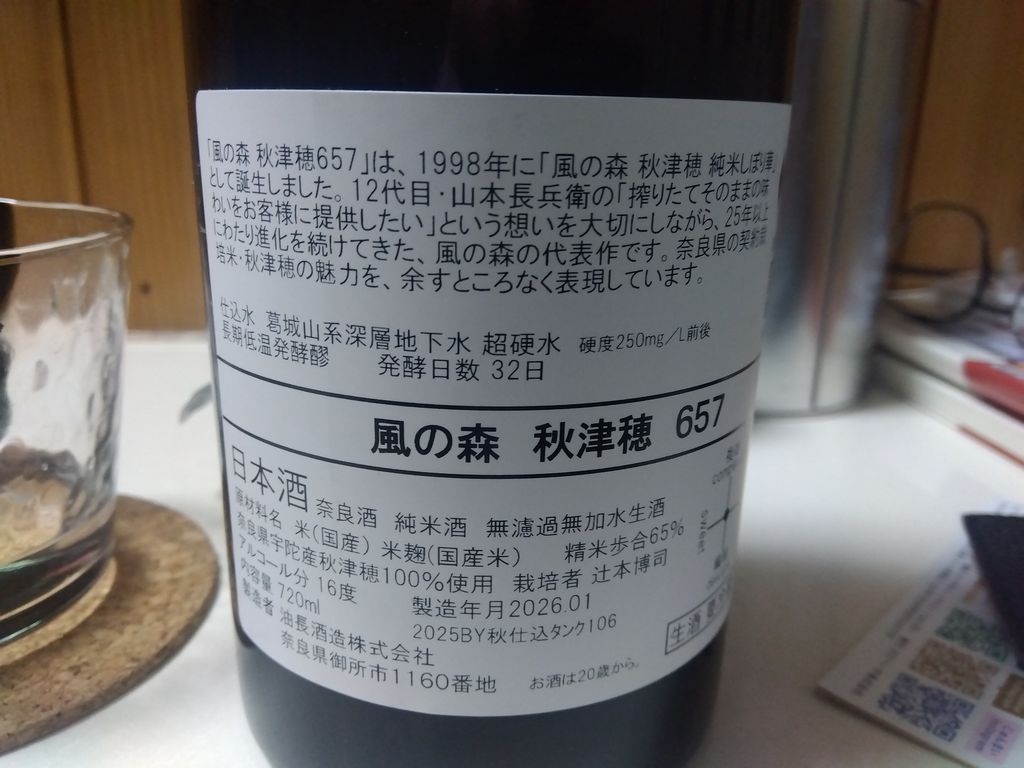 「風の森 秋津穂657」は、1998年に「風の森 秋津穂 純米しぼり華」
として誕生しました。12代目・山本長兵衛の「搾りたてそのままの味
わいをお客様に提供したい」という想いを大切にしながら、25年以上
にわたり進化を続けてきた、風の森の代表作です。奈良県の契約栽
培米・秋津穂の魅力を、余すところなく表現しています。
仕込水 葛城山系深層地下水 超硬水 硬度250mg/L前後
長期低温発酵醪 発酵日数 32日
風の森 秋津穂 657
日本酒 奈良酒 純米酒 無濾過無加水生酒
原材料名 米(国産) 米麹(国産米) 精米歩合65%
奈良県宇陀産秋津穂100%使用 栽培者 辻本博司
アルコール分 16度 製造年月2026.01
内容量 720ml 2025BY秋仕込タンク106
製造者 油長酒造株式会社
奈良県御所市1160番地 お酒は20歳から。
生酒